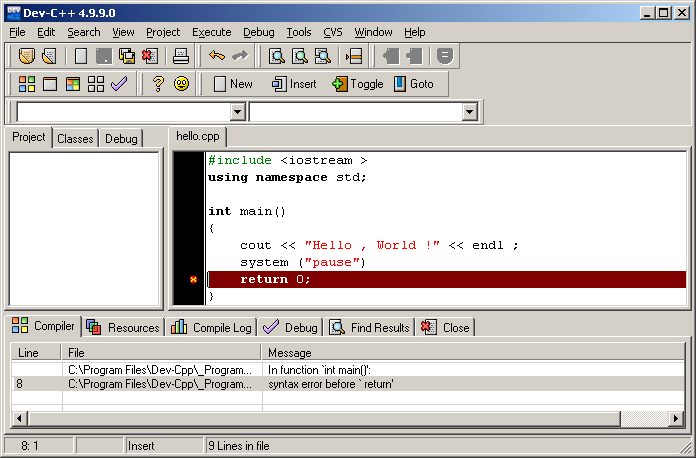 Dev-C++ 4.9.9.0
File Edit Search View Project Execute Debug Tools CVS Window Help
New Insert Toggle Goto
Project Classes Debug hello.cpp
#include <iostream >
using namespace std;
int main()
{
cout << "Hello , World !" << endl ;
system ("pause")
return 0;
}
Compiler Resources Compile Log Debug Find Results Close
Line File Message
C:\Program Files\Dev-Cpp\_Program... In function `int main()':
8 C:\Program Files\Dev-Cpp\_Program... syntax error before ` return'
8: 1 Insert 9 Lines in file